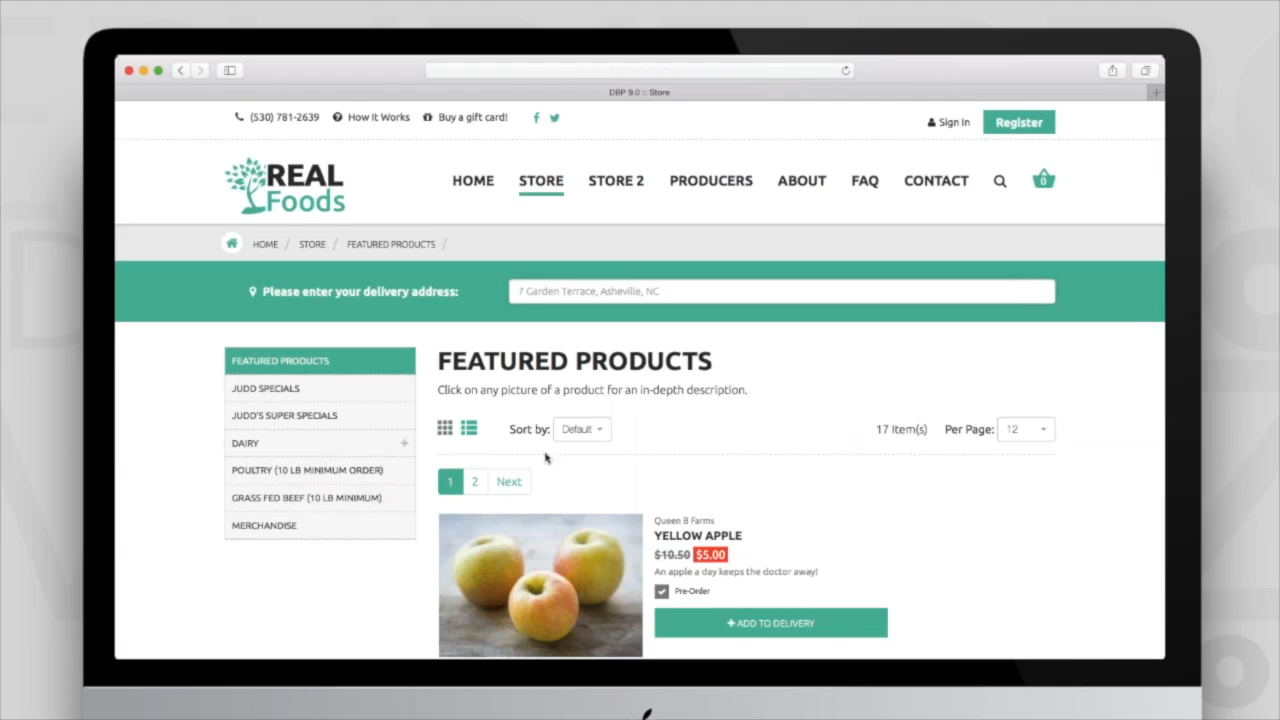 DBP 9.0 :: Store
(530) 781-2639 How It Works Buy a gift card! Sign In Register
REAL
Foods
HOME STORE STORE 2 PRODUCERS ABOUT FAQ CONTACT 0
HOME / STORE / FEATURED PRODUCTS /
Please enter your delivery address: 7 Garden Terrace, Asheville, NC
FEATURED PRODUCTS
JUDD SPECIALS
JUDD'S SUPER SPECIALS
DAIRY
POULTRY (10 LB MINIMUM ORDER)
GRASS FED BEEF (10 LB MINIMUM)
MERCHANDISE
FEATURED PRODUCTS
Click on any picture of a product for an in-depth description.
Sort by: Default 17 Item(s) Per Page: 12
1 2 Next
Queen B Farms
YELLOW APPLE
$10.50 $5.00
An apple a day keeps the doctor away!
Pre-Order
+ ADD TO DELIVERY